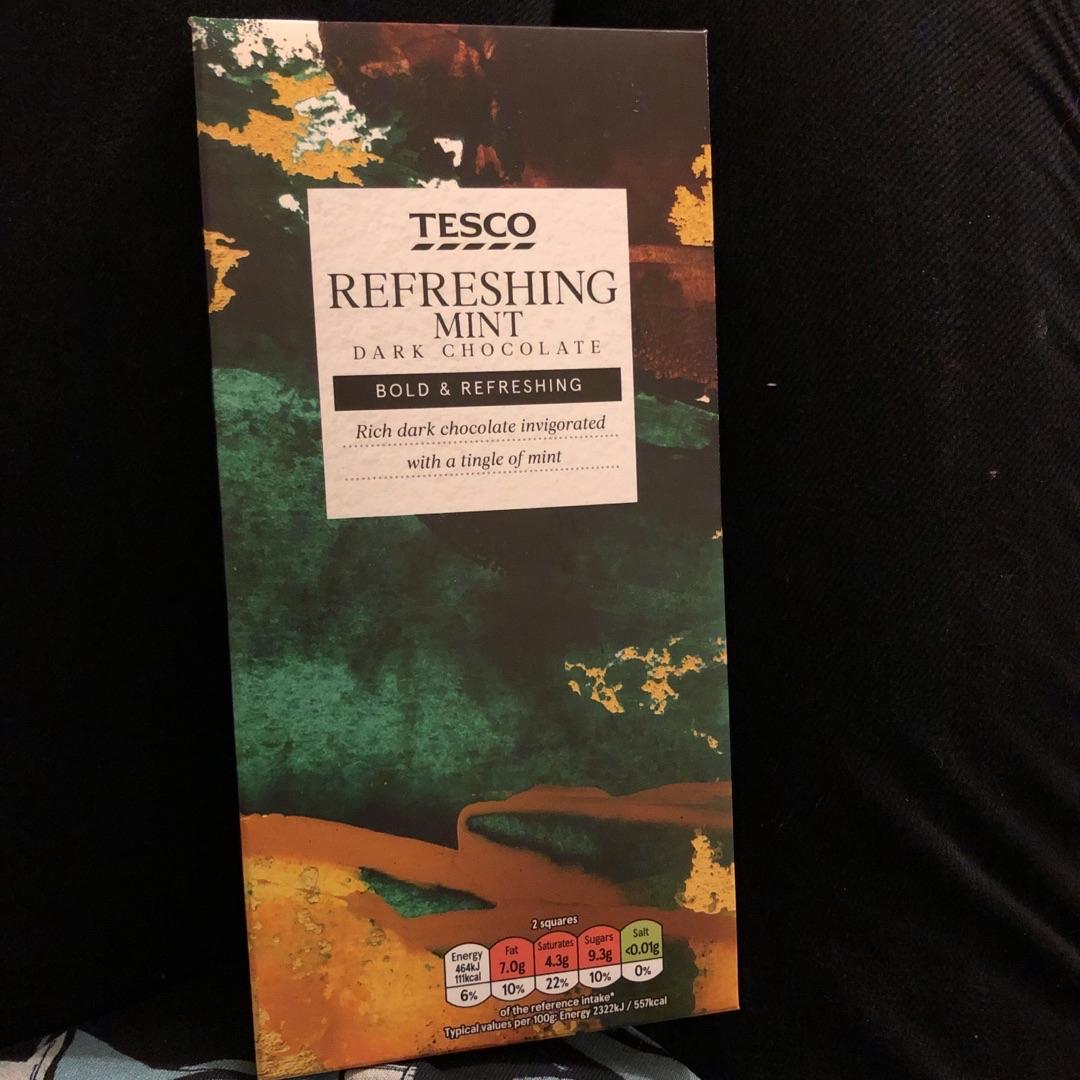 TESCO
REFRESHING
MINT
DARK CHOCOLATE
BOLD & REFRESHING
Rich dark chocolate invigorated
with a tingle of mint
2 squares
Energy 464kJ 111kcal 6%
Fat 7.0g 10%
Saturates 4.3g 22%
Sugars 9.3g 10%
Salt <0.01g 0%
of the reference intake*
Typical values per 100g: Energy 2322kJ / 557kcal